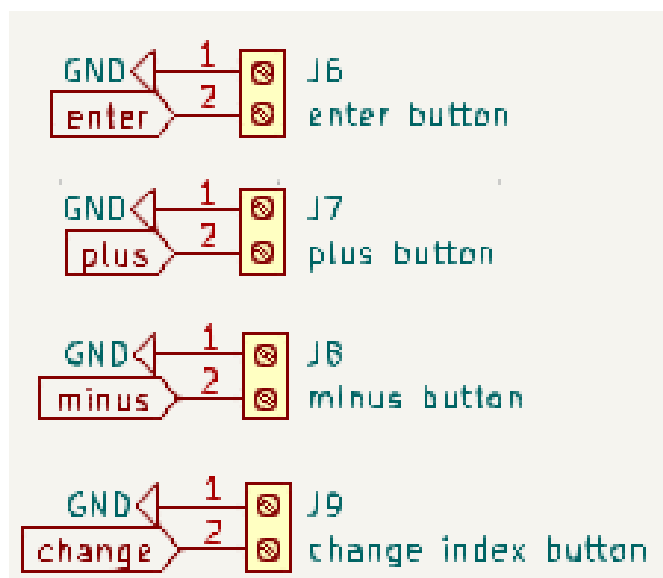 GND 1 J6
enter 2 enter button
GND 1 J7
plus 2 plus button
GND 1 J8
minus 2 minus button
GND 1 J9
change 2 change index button